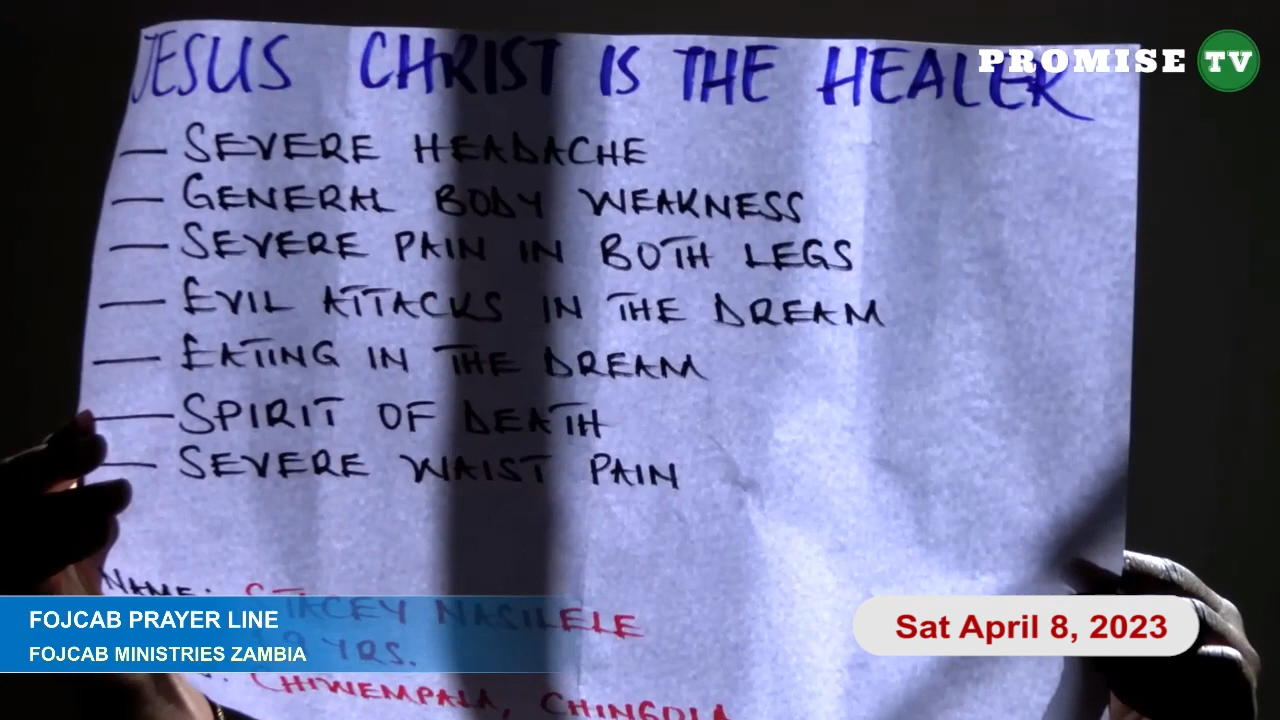 JESUS CHRIST IS THE HEALER
PROMISE TV
— SEVERE HEADACHE
— GENERAL BODY WEAKNESS
— SEVERE PAIN IN BOTH LEGS
— EVIL ATTACKS IN THE DREAM
— EATING IN THE DREAM
— SPIRIT OF DEATH
— SEVERE WAIST PAIN
NAME: STACEY NASILELE
FOJCAB PRAYER LINE
Sat April 8, 2023
YRS.
FOJCAB MINISTRIES ZAMBIA
CHIWEMPALA, CHINGOLA